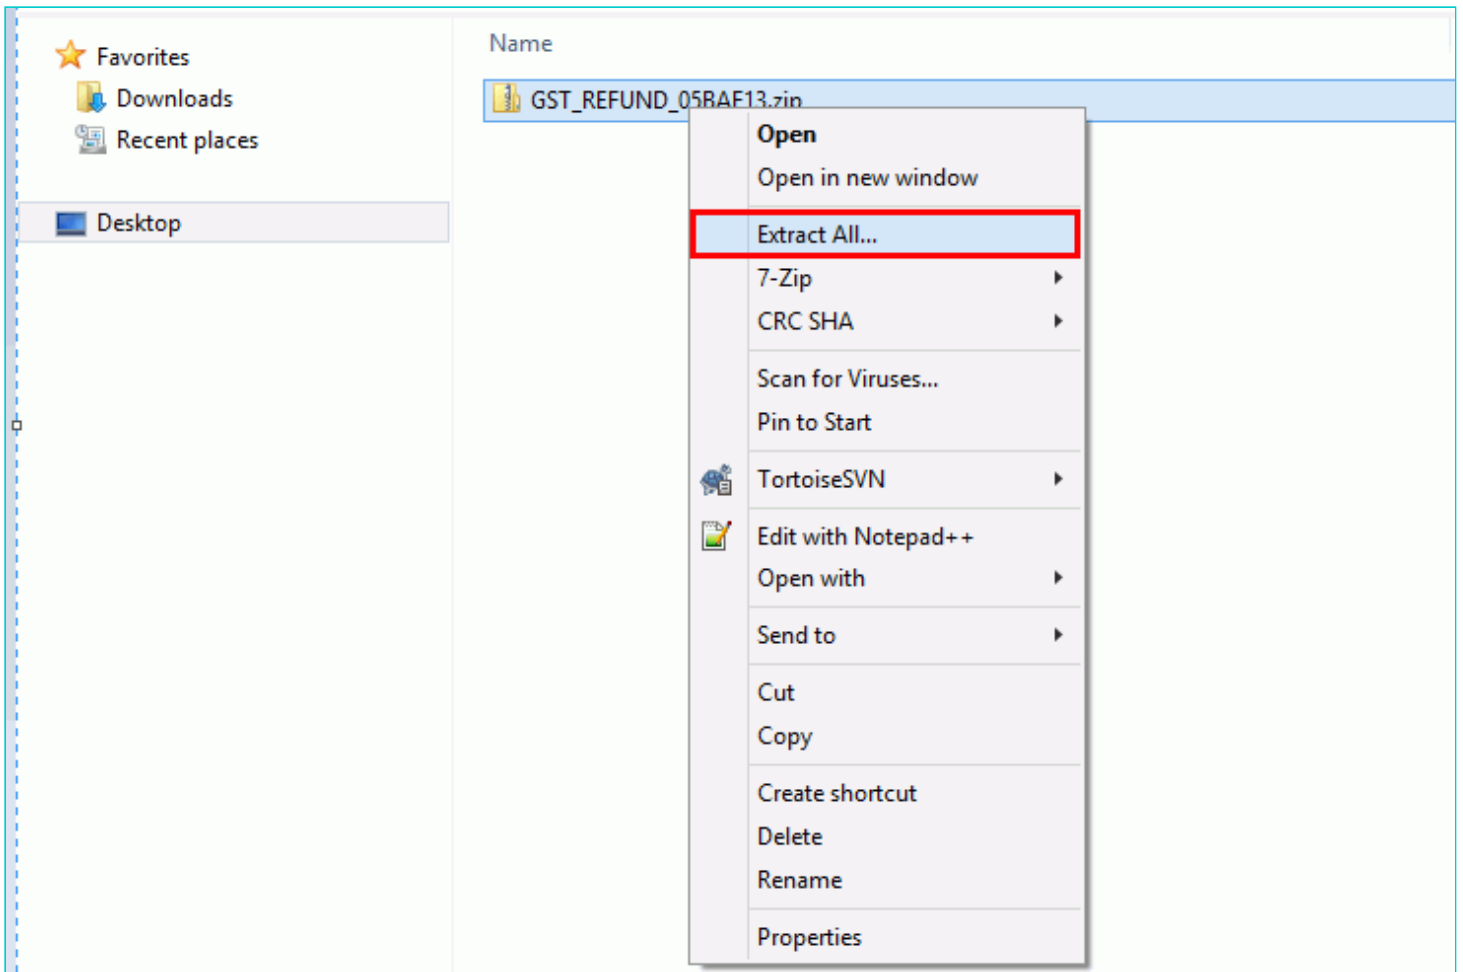 Favorites
Downloads
Recent places
Desktop
Name
GST_REFUND_05BAF13.zip
Open
Open in new window
Extract All...
7-Zip
CRC SHA
Scan for Viruses...
Pin to Start
TortoiseSVN
Edit with Notepad++
Open with
Send to
Cut
Copy
Create shortcut
Delete
Rename
Properties